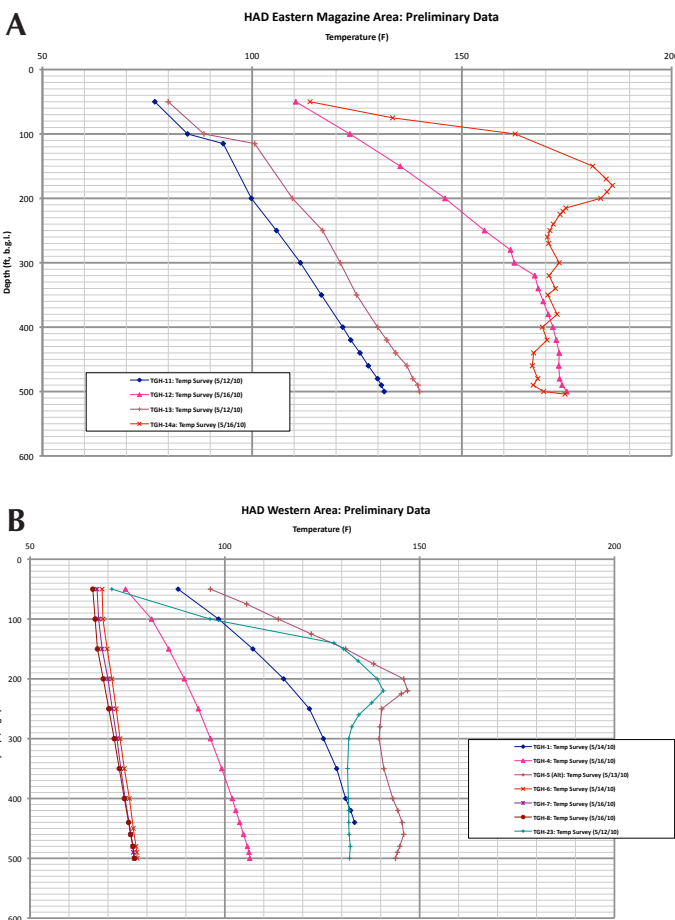 A
HAD Eastern Magazine Area: Preliminary Data
Temperature (F)
50 100 150 200
0
100
200
300
400
500
600
Depth (ft, b.g.l.)
TGH-11: Temp Survey (5/12/10)
TGH-12: Temp Survey (5/16/10)
TGH-13: Temp Survey (5/12/10)
TGH-14a: Temp Survey (5/16/10)
B
HAD Western Area: Preliminary Data
Temperature (F)
50 100 150 200
0
100
200
300
400
500
600
TGH-1: Temp Survey (5/14/10)
TGH-4: Temp Survey (5/16/10)
TGH-5 (Alt): Temp Survey (5/13/10)
TGH-6: Temp Survey (5/14/10)
TGH-7: Temp Survey (5/16/10)
TGH-8: Temp Survey (5/16/10)
TGH-23: Temp Survey (5/12/10)